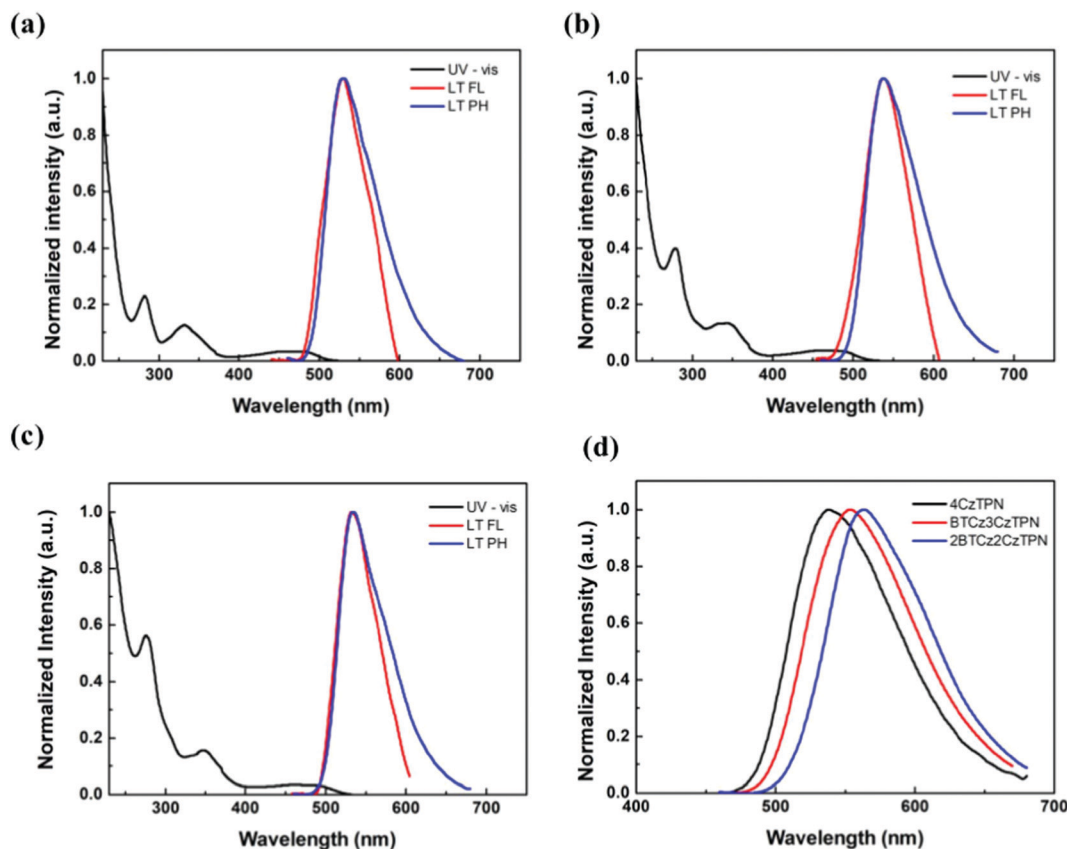 (a)
Normalized intensity (a.u.)
1.0
0.8
0.6
0.4
0.2
0.0
UV - vis
LT FL
LT PH
300
400
500
600
700
Wavelength (nm)
(b)
Normalized intensity (a.u.)
1.0
0.8
0.6
0.4
0.2
0.0
UV - vis
LT FL
LT PH
300
400
500
600
700
Wavelength (nm)
(c)
Normalized Intensity (a.u.)
1.0
0.8
0.6
0.4
0.2
0.0
UV - vis
LT FL
LT PH
300
400
500
600
700
Wavelength (nm)
(d)
Normalized Intensity (a.u.)
1.0
0.8
0.6
0.4
0.2
0.0
4CzTPN
BTCz3CzTPN
2BTCz2CzTPN
400
500
600
700
Wavelength (nm)